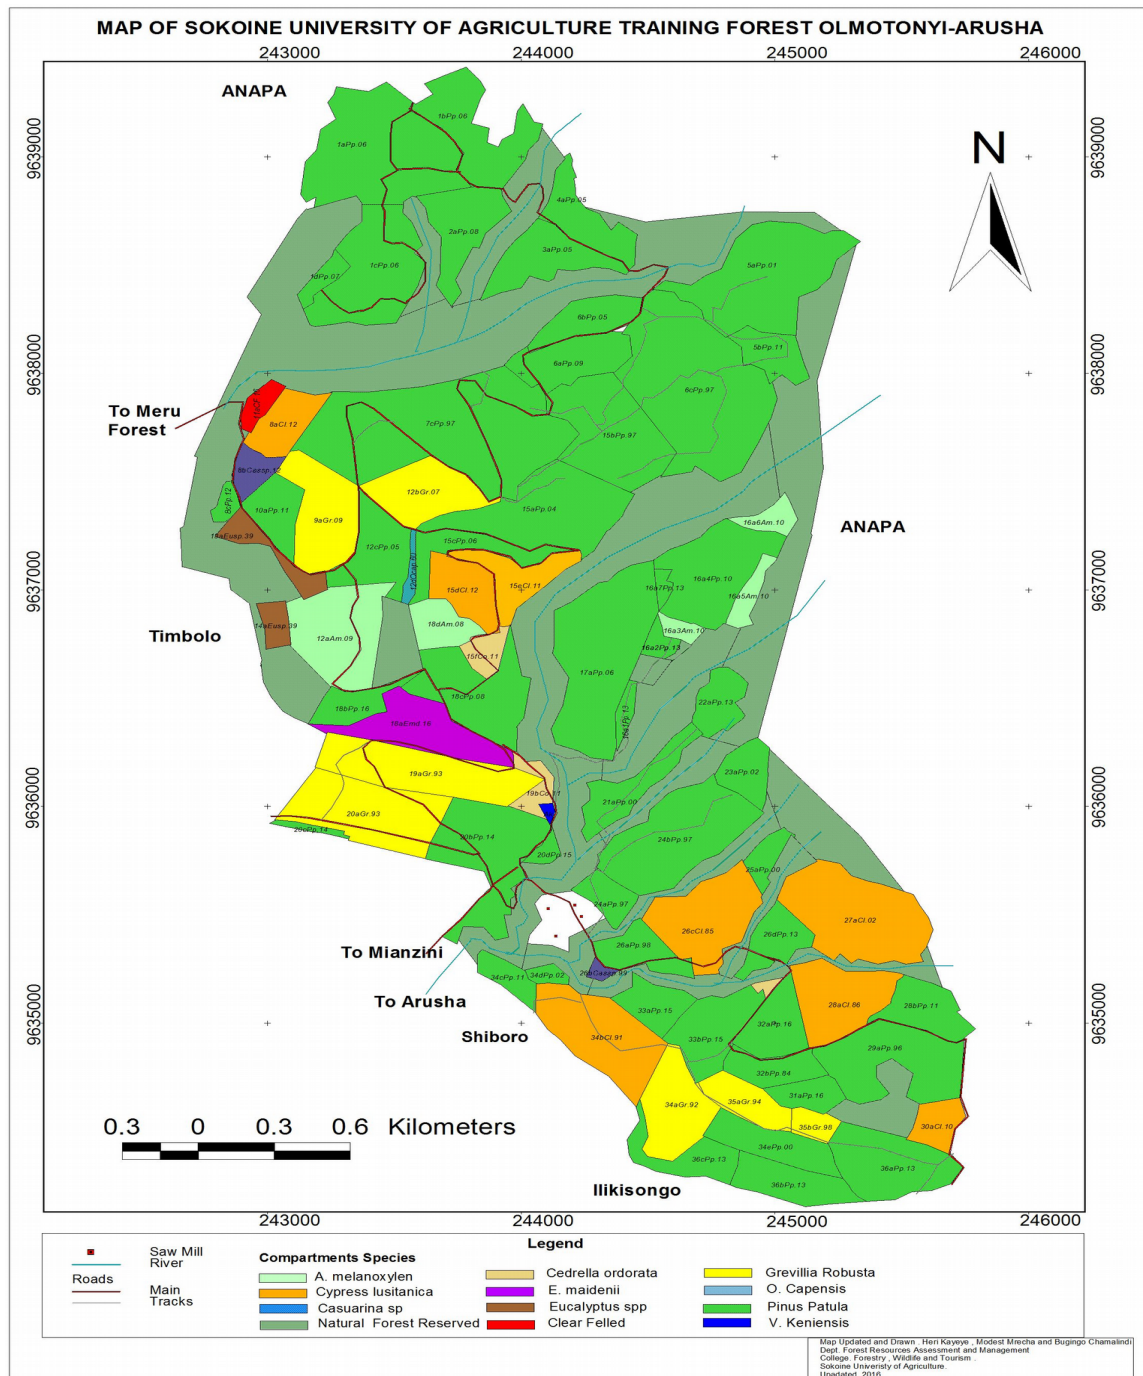 MAP OF SOKOINE UNIVERSITY OF AGRICULTURE TRAINING FOREST OLMOTONYI-ARUSHA
243000 244000 245000 246000
ANAPA
1bPp.06
1aPp.06
N
9639000
9639000
4aPp.05
2aPp.08
3aPp.05
1cPp.06
1dPp.07
5aPp.01
6bPp.05
5bPp.11
9638000
9638000
6aPp.09
6cPp.97
To Meru
Forest
8aCl.12
7cPp.97
15bPp.97
8bCassp.12
12bGr.07
8cPp.12
10aPp.11
9aGr.09
15aPp.04
16a6Am.10
ANAPA
12cPp.05
15cPp.06
9637000
9637000
15dCl.12
15eCl.11
16a7Pp.13
16a4Pp.10
16a5Am.10
14aEusp.39
Timbolo
12aAm.09
18dAm.08
16a3Am.10
16a2Pp.13
17aPp.06
18cPp.08
18bPp.16
22aPp.13
18aEmd.16
19aGr.93
23aPp.02
9636000
9636000
19bCo.11
21aPp.00
20aGr.93
20cPp.14
20bPp.14
24bPp.97
20dPp.15
25aPp.00
24aPp.97
27aCl.02
26cCl.85
26dPp.13
26aPp.98
To Mianzini
26bCassp.99
34cPp.11
34dPp.02
To Arusha
28aCl.86
28bPp.11
33aPp.15
32aPp.16
9635000
9635000
Shiboro
34bCl.91
33bPp.15
29aPp.96
32bPp.84
31aPp.16
35aGr.94
34aGr.92
35bGr.98
30aCl.10
0.3 0 0.3 0.6 Kilometers
34ePp.00
36cPp.13
36aPp.13
36bPp.13
Ilikisongo
243000 244000 245000 246000
Legend
Saw Mill
River
Roads
Main
Tracks
Compartments Species
A. melanoxylen
Cypress lusitanica
Casuarina sp
Natural Forest Reserved
Cedrella ordorata
E. maidenii
Eucalyptus spp
Clear Felled
Grevillia Robusta
O. Capensis
Pinus Patula
V. Keniensis
Map Updated and Drawn . Heri Kayeye , Modest Mrecha and Bugingo Chamalindi
Dept. Forest Resources Assessment and Management
College. Forestry , Wildlife and Tourism .
Sokoine Univeristy of Agriculture.